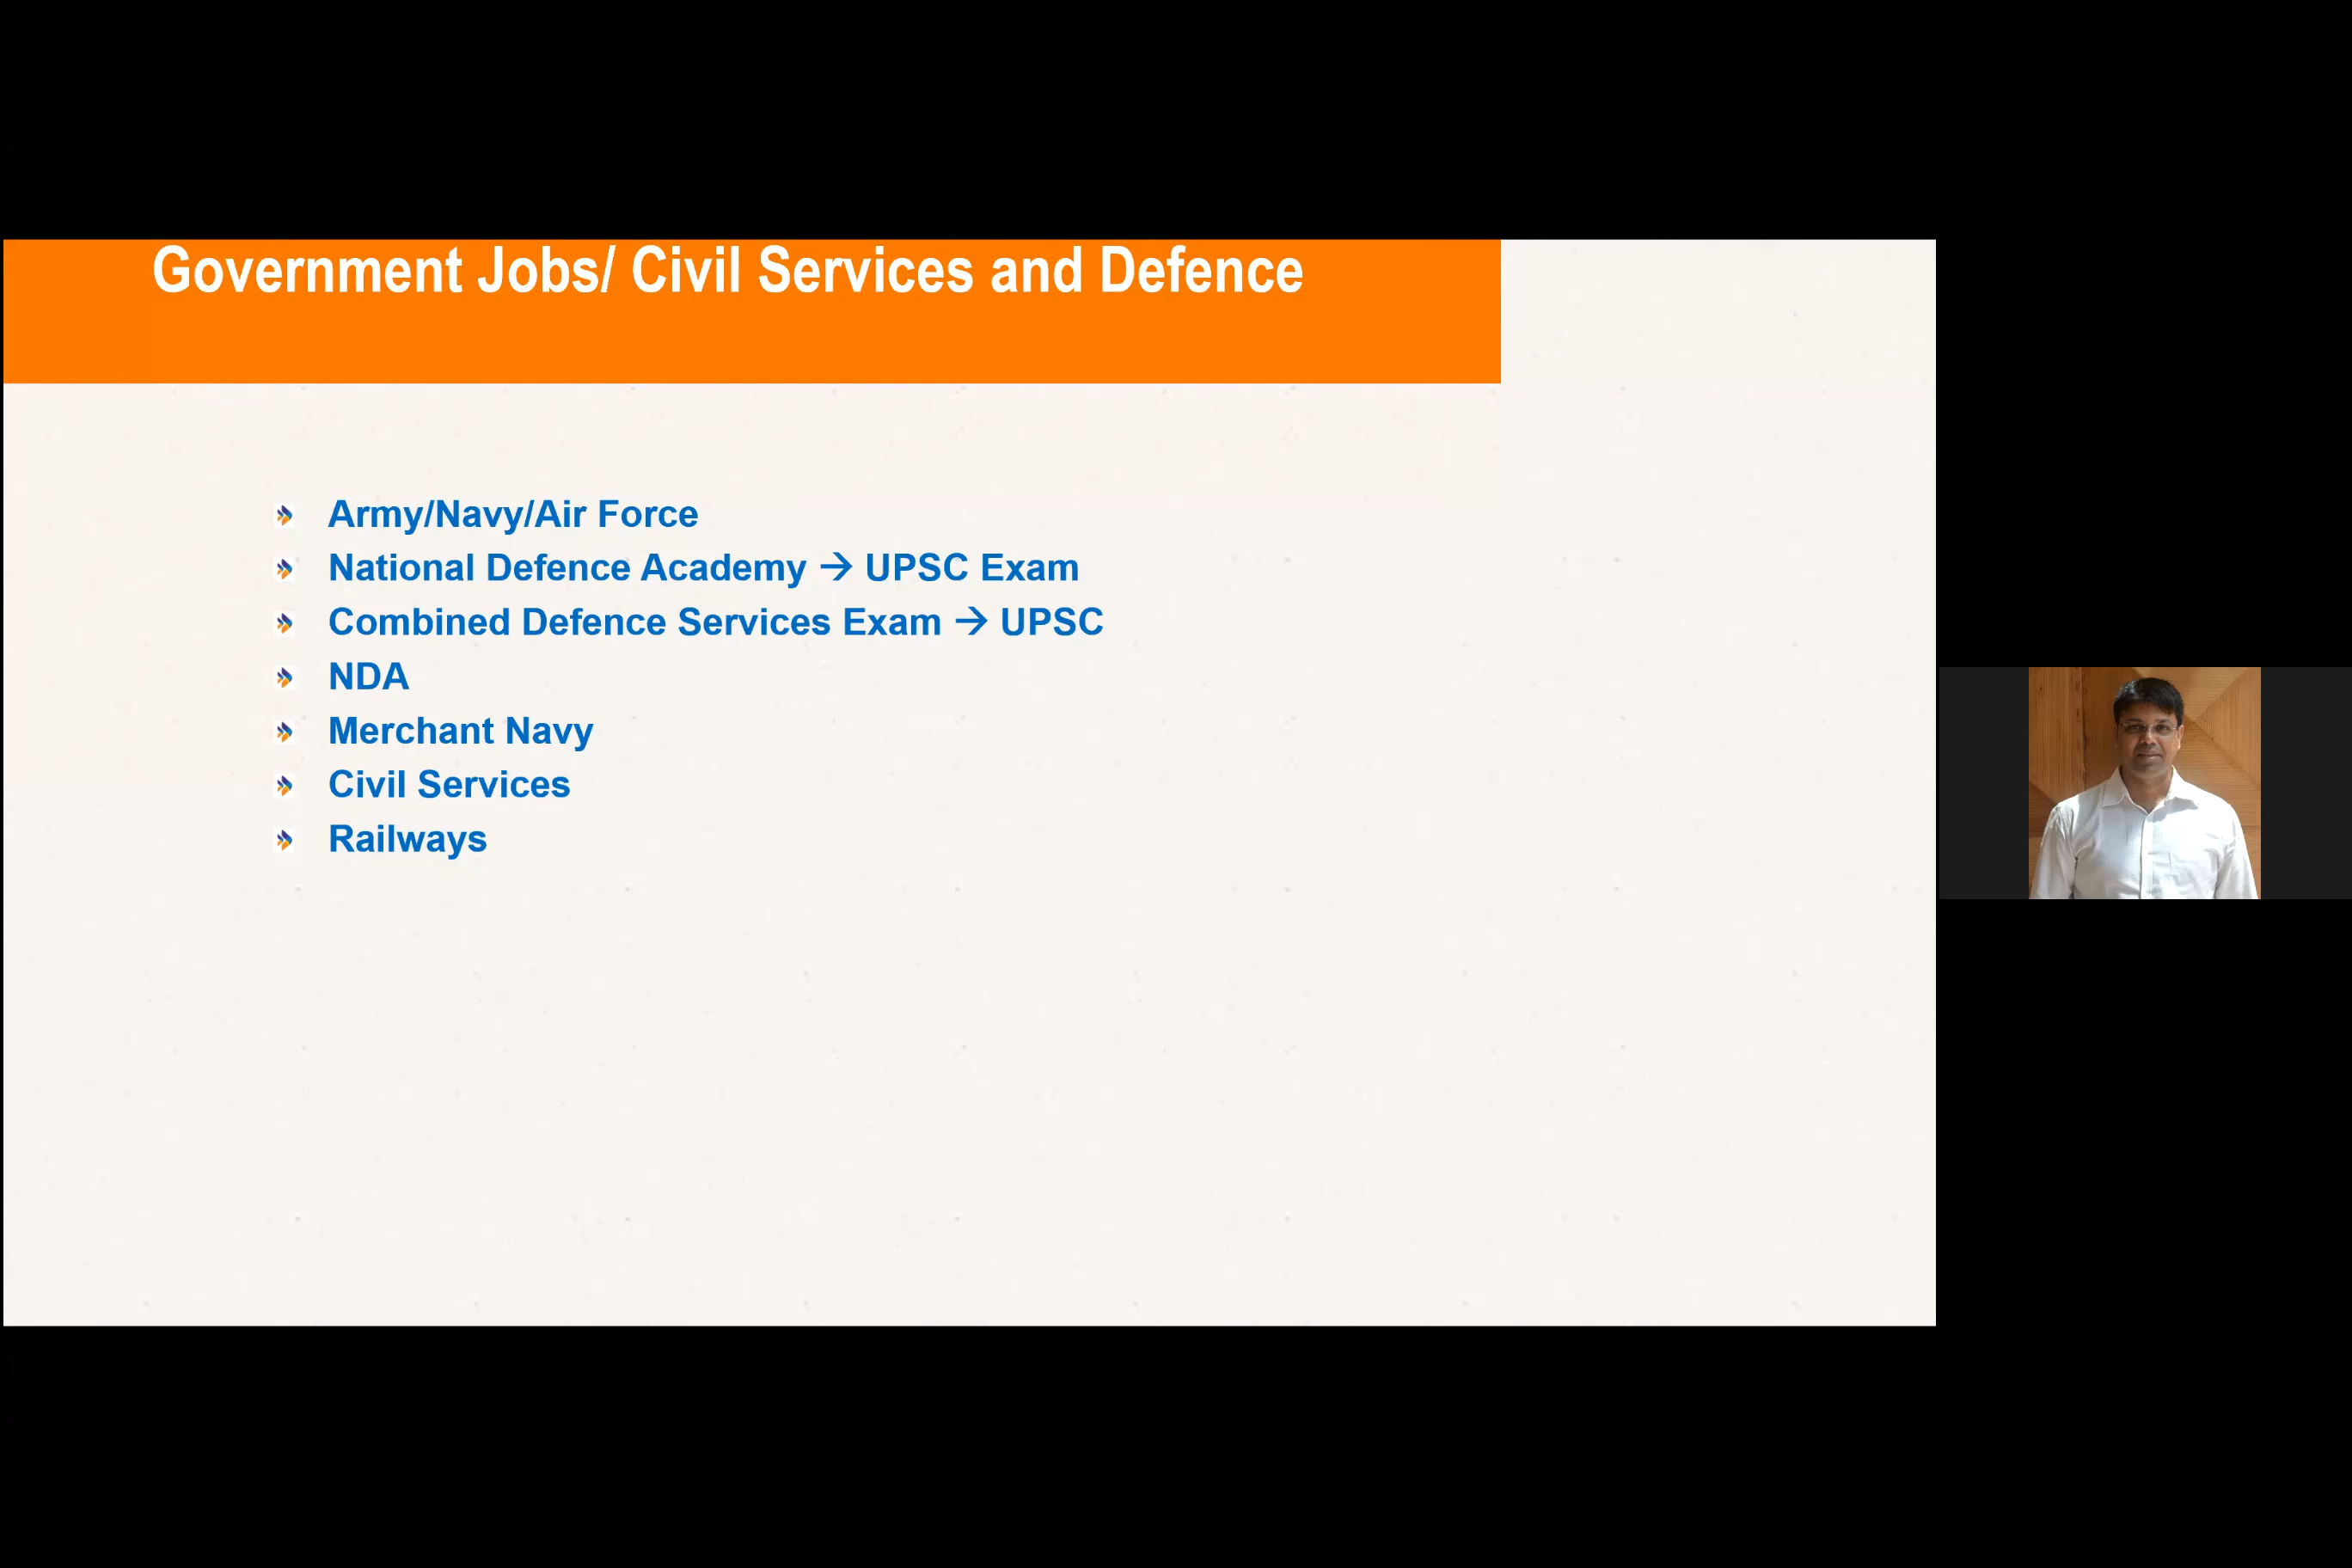 Government Jobs/ Civil Services and Defence
Army/Navy/Air Force
National Defence Academy → UPSC Exam
Combined Defence Services Exam → UPSC
NDA
Merchant Navy
Civil Services
Railways